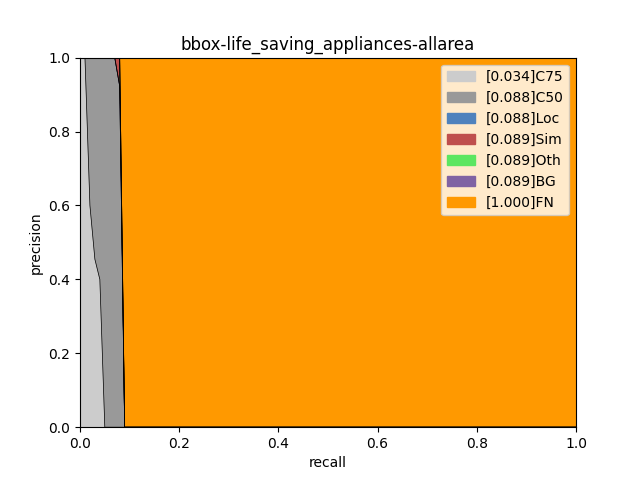 bbox-life_saving_appliances-allarea
1.0
0.8
0.6
0.4
0.2
0.0
precision
[0.034]C75
[0.088]C50
[0.088]Loc
[0.089]Sim
[0.089]Oth
[0.089]BG
[1.000]FN
0.0 0.2 0.4 0.6 0.8 1.0
recall